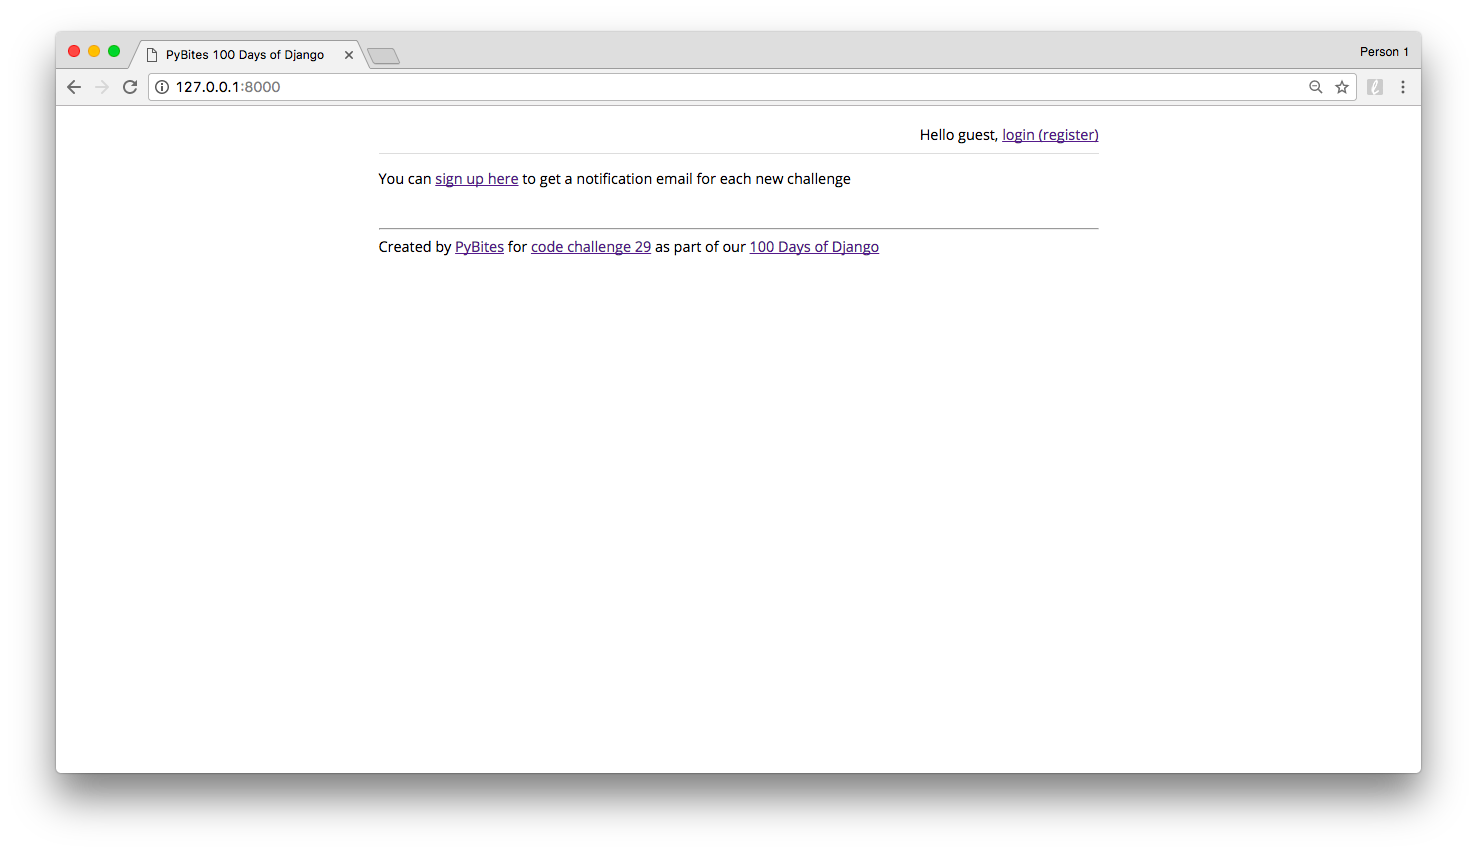 PyBites 100 Days of Django
Person 1
127.0.0.1:8000
Hello guest, login (register)
You can sign up here to get a notification email for each new challenge
Created by PyBites for code challenge 29 as part of our 100 Days of Django